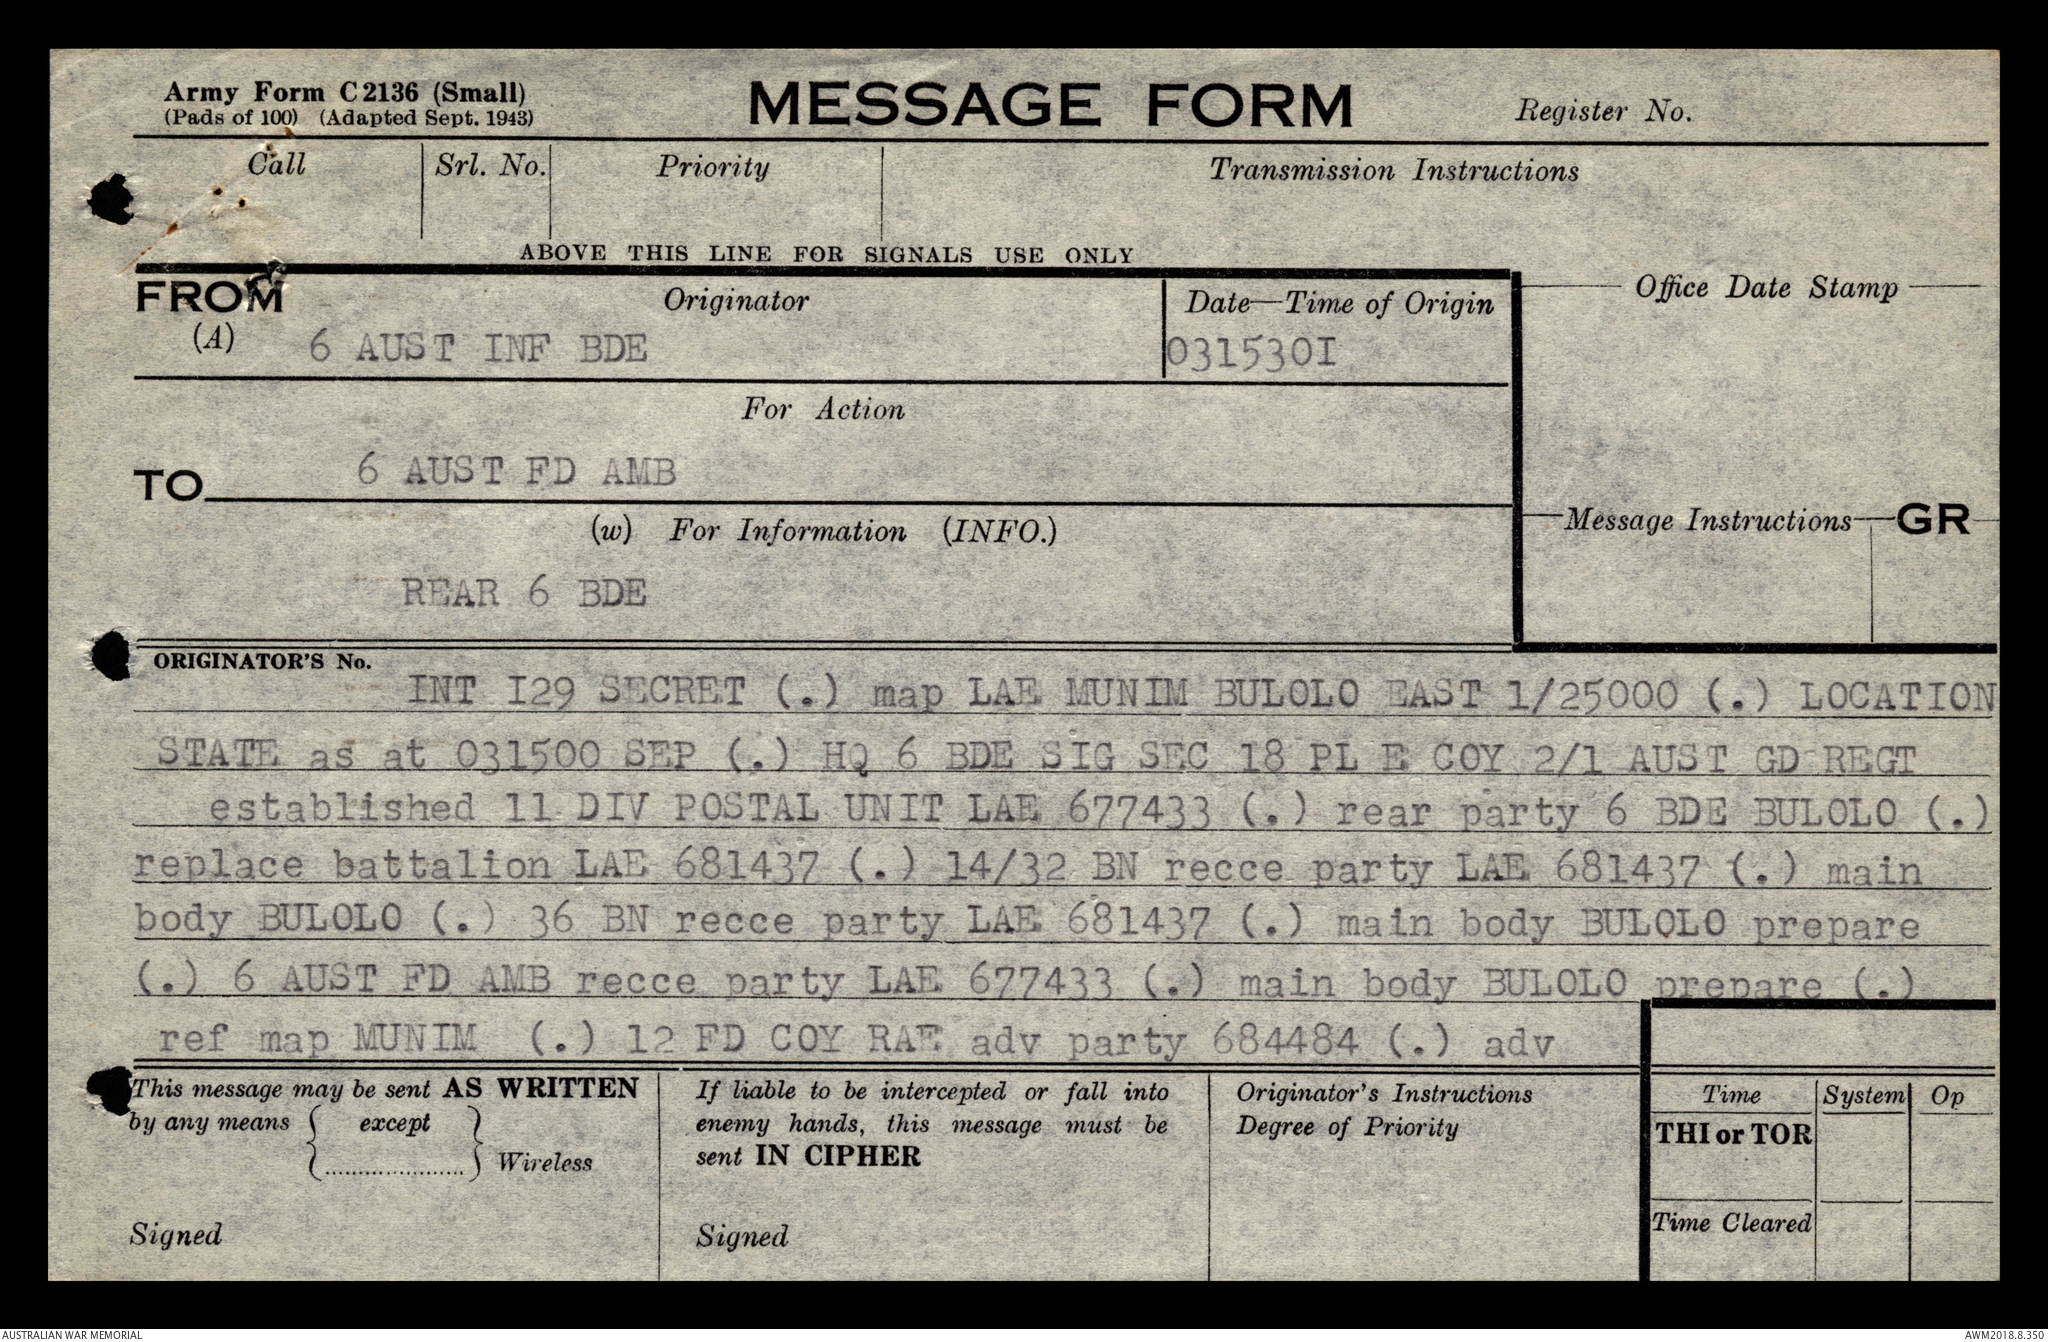 Army Form C2136 (Small)
(Pads of 100) (Adapted Sept. 1943)
MESSAGE FORM
Register No.
Call
Srl. No.
Priority
Transmission Instructions
ABOVE THIS LINE FOR SIGNALS USE ONLY
FROM
(A)
Originator
6 AUST INF BDE
Date—Time of Origin
031530I
Office Date Stamp
For Action
TO
6 AUST FD AMB
(w) For Information (INFO.)
REAR 6 BDE
Message Instructions
GR
ORIGINATOR'S No.
INT I29 SECRET (.) map LAE MUNIM BULOLO EAST 1/25000 (.) LOCATION
STATE as at 031500 SEP (.) HQ 6 BDE SIG SEC 18 PL E COY 2/1 AUST GD REGT
established 11 DIV POSTAL UNIT LAE 677433 (.) rear party 6 BDE BULOLO (.)
replace battalion LAE 681437 (.) 14/32 BN recce party LAE 681437 (.) main
body BULOLO (.) 36 BN recce party LAE 681437 (.) main body BULOLO prepare
(.) 6 AUST FD AMB recce party LAE 677433 (.) main body BULOLO prepare (.)
ref map MUNIM (.) 12 FD COY RAE adv party 684484 (.) adv
This message may be sent AS WRITTEN
by any means { except
{ ..................... } Wireless
Signed
If liable to be intercepted or fall into
enemy hands, this message must be
sent IN CIPHER
Signed
Originator's Instructions
Degree of Priority
Time
System
Op
THI or TOR
Time Cleared
AUSTRALIAN WAR MEMORIAL
AWM2018.8.350